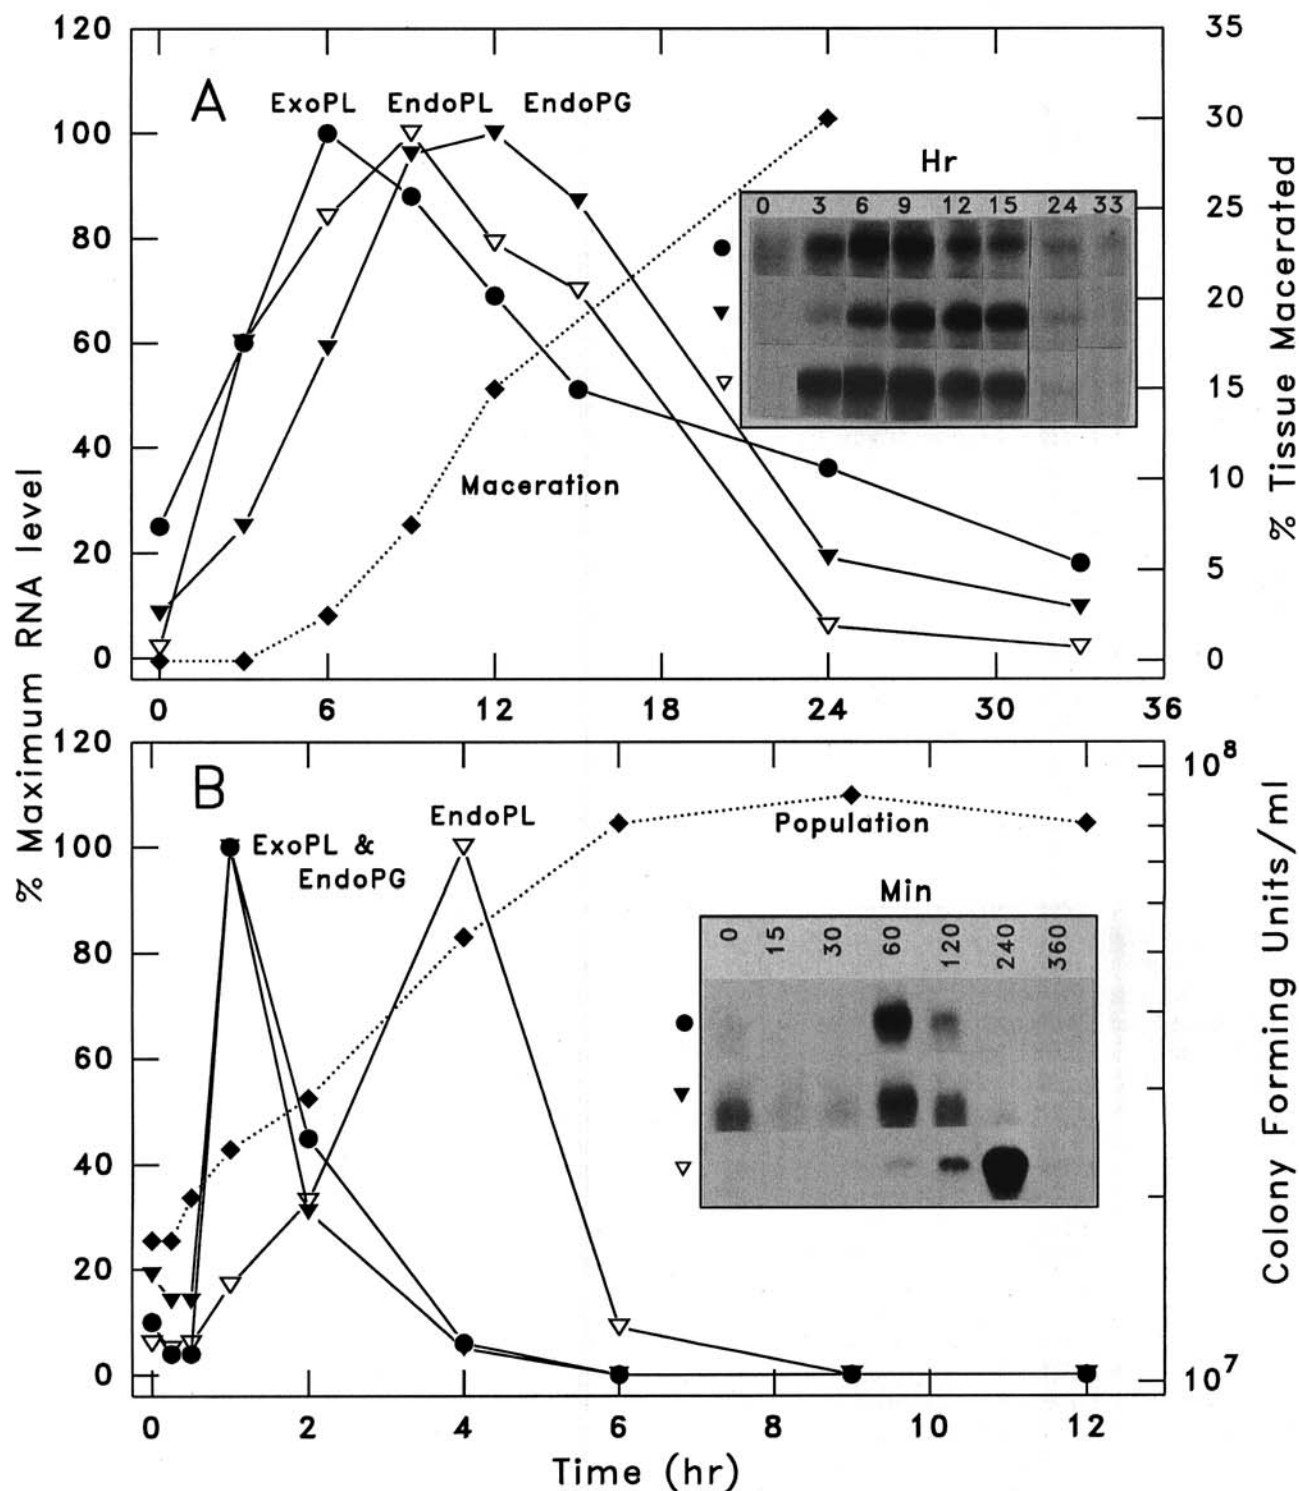 120
35
A
ExoPL EndoPL EndoPG
100
30
Hr
0 3 6 9 12 15 24 33
80
25
60
20
40
15
20
10
0
5
0
Maceration
% Maximum RNA level
% Tissue Macerated
0 6 12 18 24 30 36
120
10⁸
B
EndoPL
Population
100
ExoPL &
EndoPG
Min
0 15 30 60 120 240 360
80
60
40
20
0
10⁷
Colony Forming Units/ml
0 2 4 6 8 10 12
Time (hr)